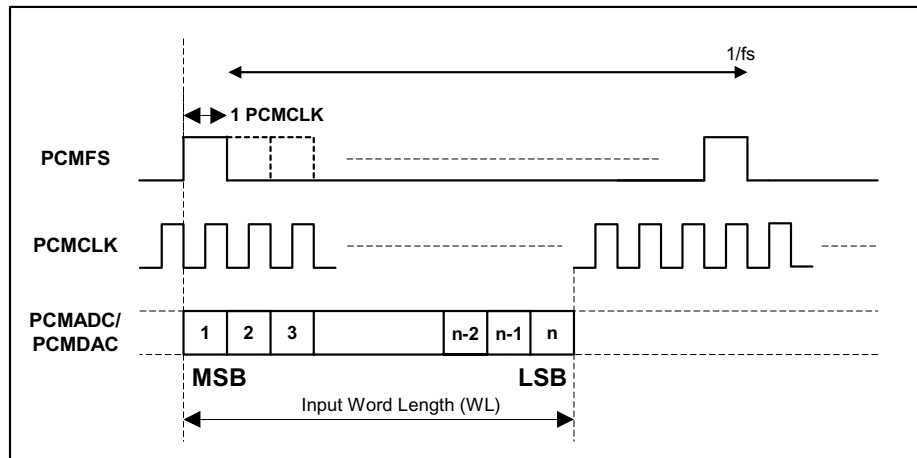 1/fs
1 PCMCLK
PCMFS
PCMCLK
PCMADC/
PCMDAC
1 2 3 n-2 n-1 n
MSB LSB
Input Word Length (WL)